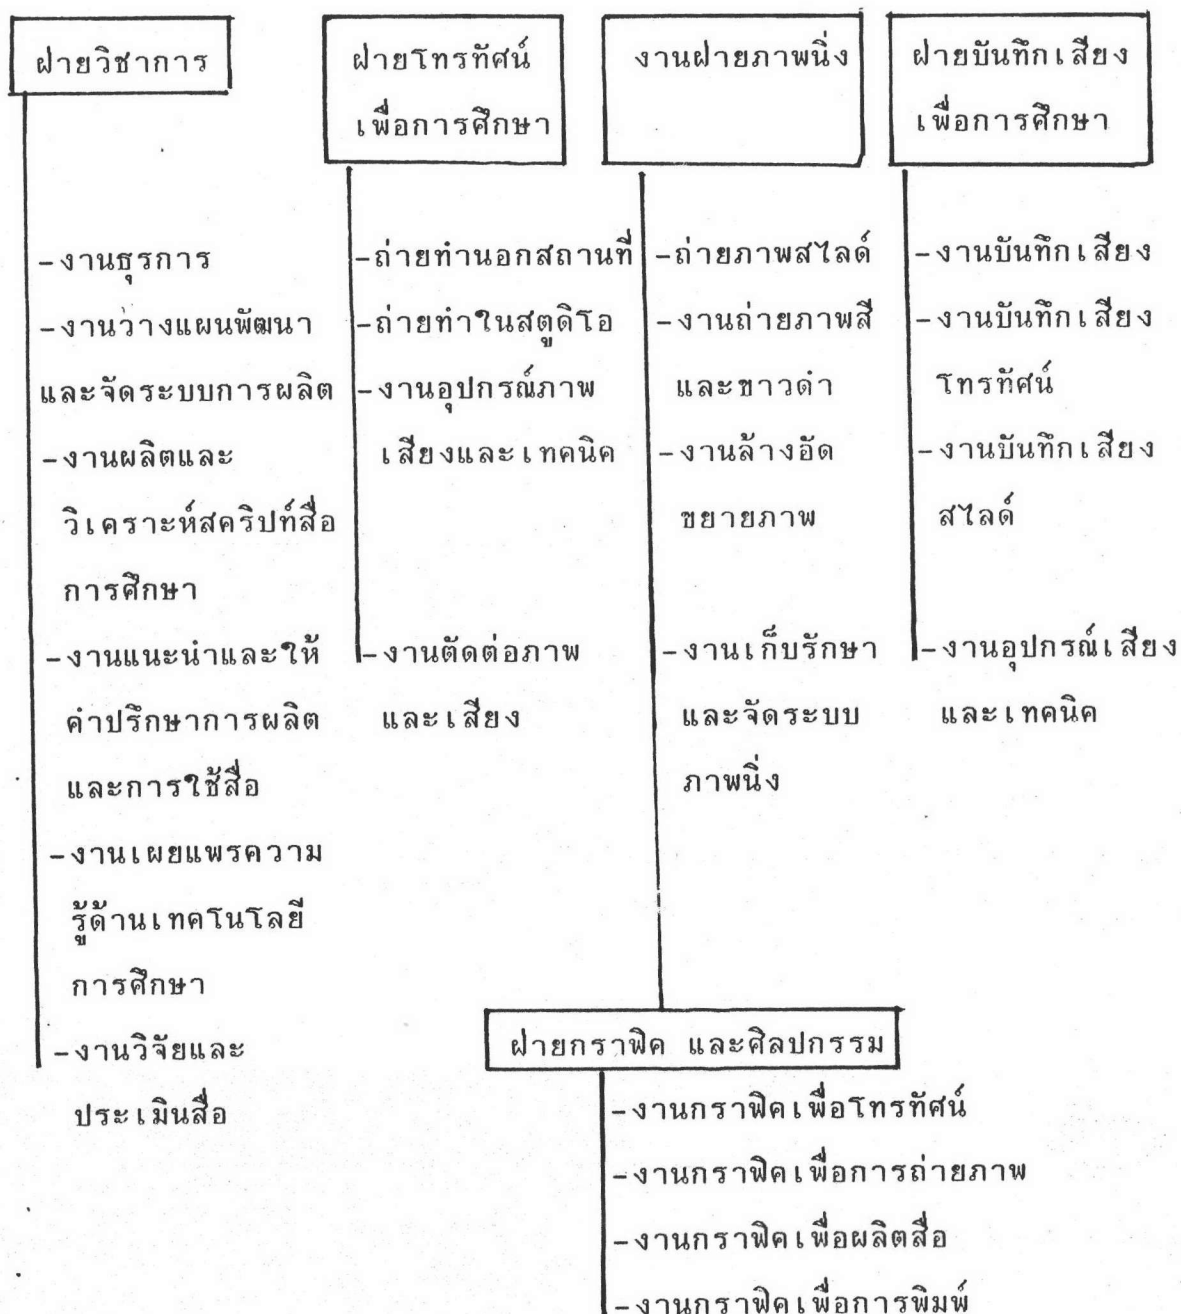 ฝ่ายวิชาการ
ฝ่ายโทรทัศน์
เพื่อการศึกษา
งานฝ่ายภาพนิ่ง
ฝ่ายบันทึกเสียง
เพื่อการศึกษา
-งานธุรการ
-งานวางแผนพัฒนา
และจัดระบบการผลิต
-งานผลิตและ
วิเคราะห์สคริปท์สื่อ
การศึกษา
-งานแนะนำและให้
คำปรึกษาการผลิต
และการใช้สื่อ
-งานเผยแพรความ
รู้ด้านเทคโนโลยี
การศึกษา
-งานวิจัยและ
ประเมินสื่อ
-ถ่ายทำนอกสถานที่
-ถ่ายทำในสตูดิโอ
-งานอุปกรณ์ภาพ
เสียงและเทคนิค
-งานตัดต่อภาพ
และเสียง
-ถ่ายภาพสไลด์
-งานถ่ายภาพสี
และขาวดำ
-งานล้างอัด
ขยายภาพ
-งานเก็บรักษา
และจัดระบบ
ภาพนิ่ง
-งานบันทึกเสียง
-งานบันทึกเสียง
โทรทัศน์
-งานบันทึกเสียง
สไลด์
-งานอุปกรณ์เสียง
และเทคนิค
ฝ่ายกราฟิค และศิลปกรรม
-งานกราฟิคเพื่อโทรทัศน์
-งานกราฟิคเพื่อการถ่ายภาพ
-งานกราฟิคเพื่อผลิตสื่อ
-งานกราฟิคเพื่อการพิมพ์